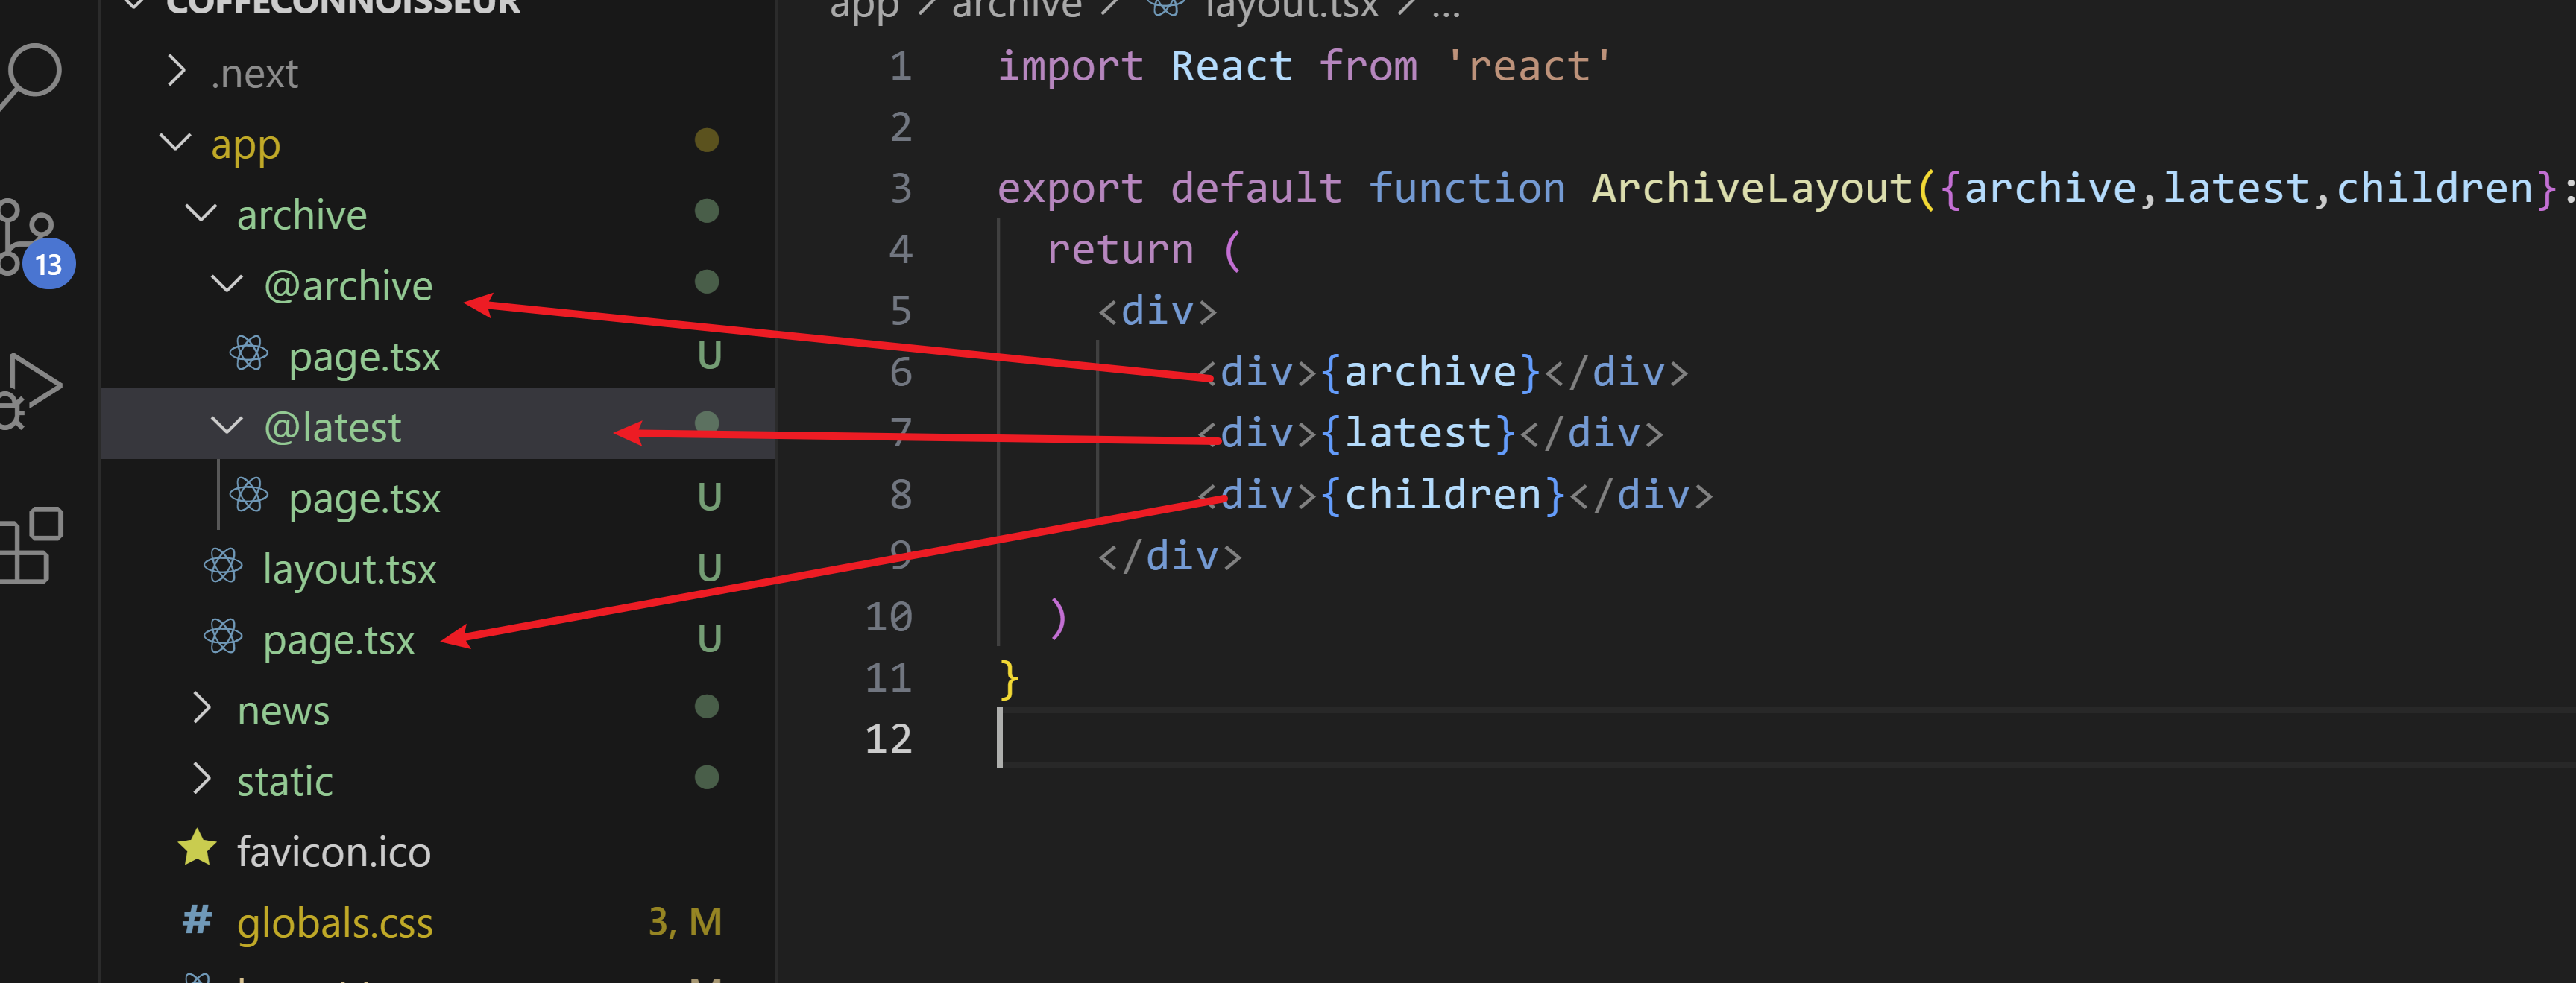 COFFECONNOISSEUR
.next
app
archive
@archive
page.tsx U
@latest
page.tsx U
layout.tsx U
page.tsx U
news
static
favicon.ico
# globals.css 3, M
13
app > archive > layout.tsx > ...
1 import React from 'react'
2
3 export default function ArchiveLayout({archive,latest,children}:
4 return (
5 <div>
6 <div>{archive}</div>
7 <div>{latest}</div>
8 <div>{children}</div>
9 </div>
10 )
11 }
12